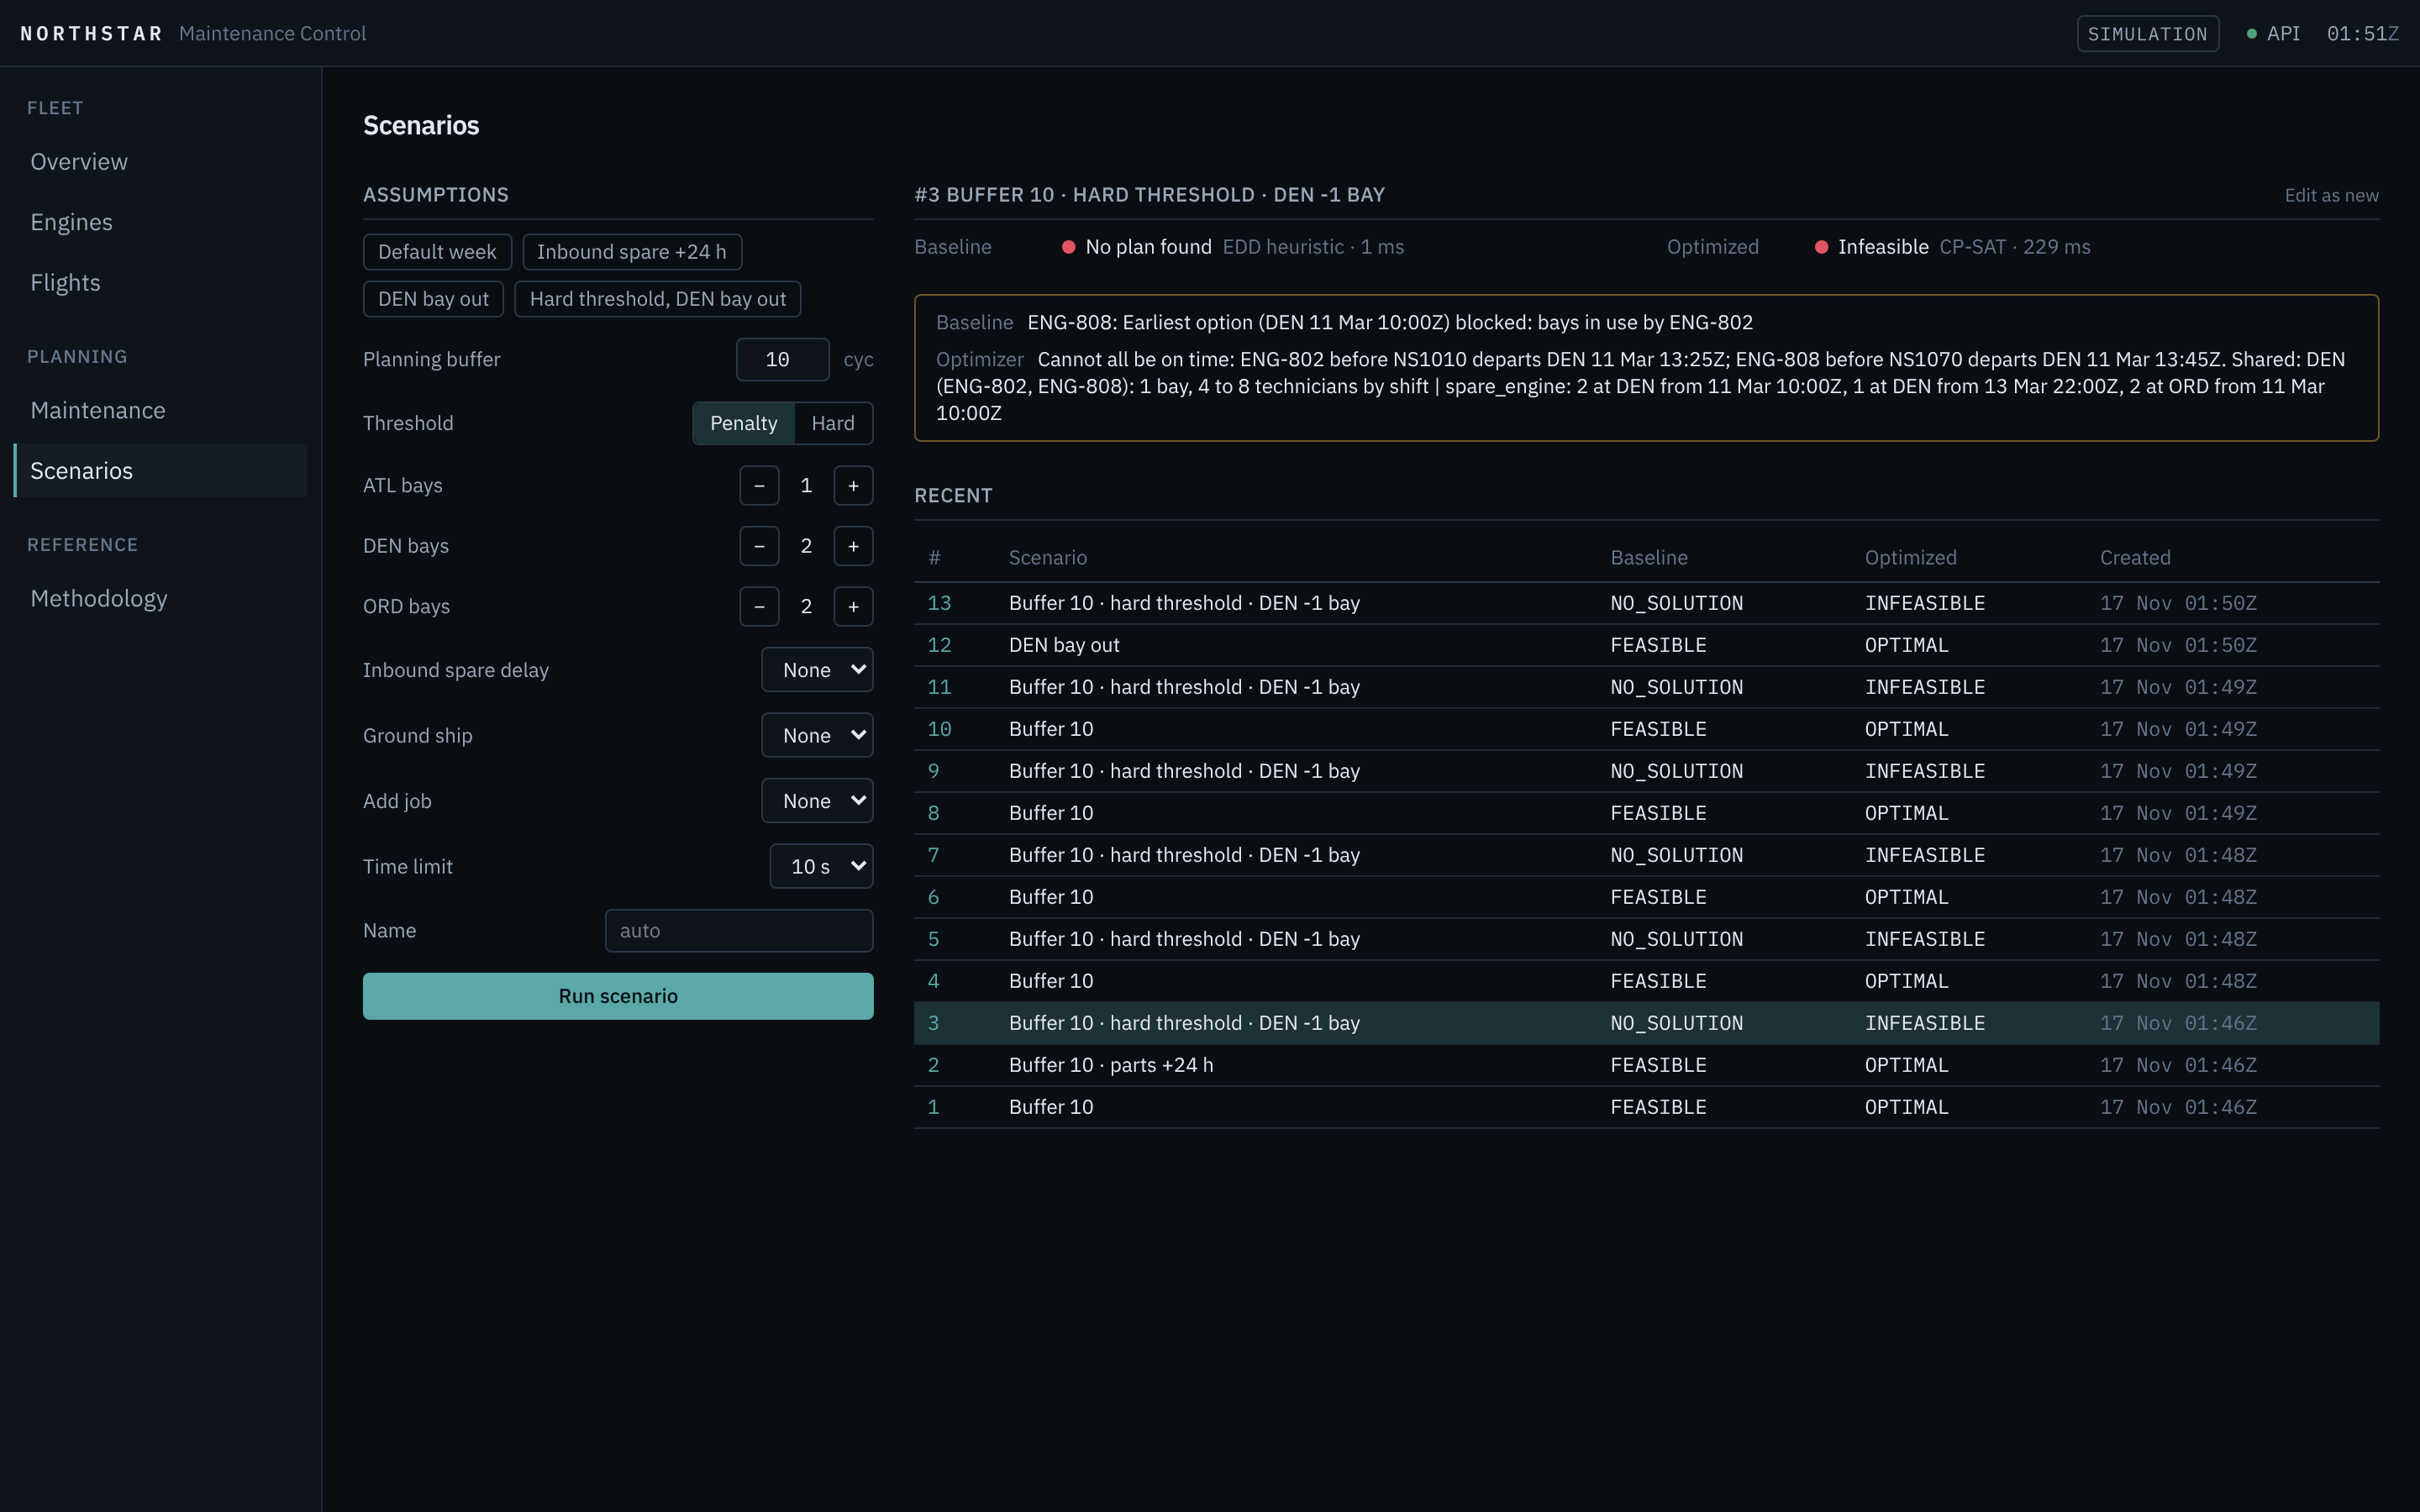 NORTHSTAR Maintenance Control
SIMULATION
API
01:51Z
FLEET
Overview
Engines
Flights
PLANNING
Maintenance
Scenarios
REFERENCE
Methodology
Scenarios
ASSUMPTIONS
Default week
Inbound spare +24 h
DEN bay out
Hard threshold, DEN bay out
Planning buffer 10 cyc
Threshold Penalty Hard
ATL bays − 1 +
DEN bays − 2 +
ORD bays − 2 +
Inbound spare delay None
Ground ship None
Add job None
Time limit 10 s
Name auto
Run scenario
#3 BUFFER 10 · HARD THRESHOLD · DEN -1 BAY
Edit as new
Baseline No plan found EDD heuristic · 1 ms
Optimized Infeasible CP-SAT · 229 ms
Baseline ENG-808: Earliest option (DEN 11 Mar 10:00Z) blocked: bays in use by ENG-802
Optimizer Cannot all be on time: ENG-802 before NS1010 departs DEN 11 Mar 13:25Z; ENG-808 before NS1070 departs DEN 11 Mar 13:45Z. Shared: DEN
(ENG-802, ENG-808): 1 bay, 4 to 8 technicians by shift | spare_engine: 2 at DEN from 11 Mar 10:00Z, 1 at DEN from 13 Mar 22:00Z, 2 at ORD from 11 Mar
10:00Z
RECENT
# Scenario Baseline Optimized Created
13 Buffer 10 · hard threshold · DEN -1 bay NO_SOLUTION INFEASIBLE 17 Nov 01:50Z
12 DEN bay out FEASIBLE OPTIMAL 17 Nov 01:50Z
11 Buffer 10 · hard threshold · DEN -1 bay NO_SOLUTION INFEASIBLE 17 Nov 01:49Z
10 Buffer 10 FEASIBLE OPTIMAL 17 Nov 01:49Z
9 Buffer 10 · hard threshold · DEN -1 bay NO_SOLUTION INFEASIBLE 17 Nov 01:49Z
8 Buffer 10 FEASIBLE OPTIMAL 17 Nov 01:49Z
7 Buffer 10 · hard threshold · DEN -1 bay NO_SOLUTION INFEASIBLE 17 Nov 01:48Z
6 Buffer 10 FEASIBLE OPTIMAL 17 Nov 01:48Z
5 Buffer 10 · hard threshold · DEN -1 bay NO_SOLUTION INFEASIBLE 17 Nov 01:48Z
4 Buffer 10 FEASIBLE OPTIMAL 17 Nov 01:48Z
3 Buffer 10 · hard threshold · DEN -1 bay NO_SOLUTION INFEASIBLE 17 Nov 01:46Z
2 Buffer 10 · parts +24 h FEASIBLE OPTIMAL 17 Nov 01:46Z
1 Buffer 10 FEASIBLE OPTIMAL 17 Nov 01:46Z